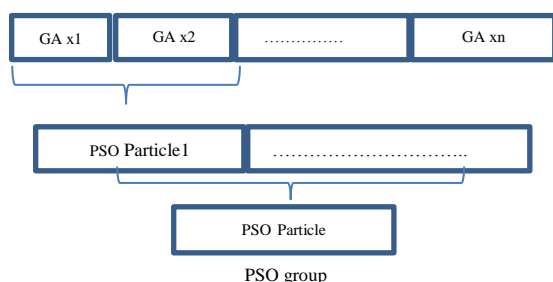 GA x1 GA x2 ............... GA xn
PSO Particle1 ................................
PSO Particle
PSO group